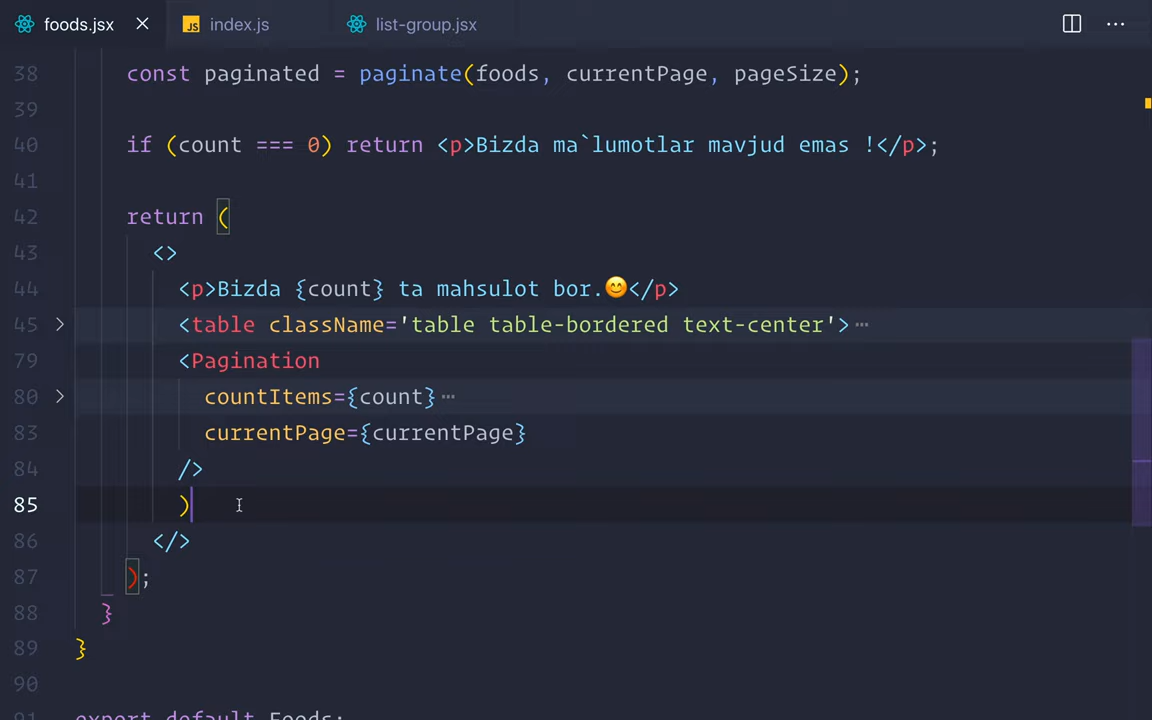 foods.jsx index.js list-group.jsx
38 const paginated = paginate(foods, currentPage, pageSize);
39
40 if (count === 0) return <p>Bizda ma`lumotlar mavjud emas !</p>;
41
42 return (
43 <>
44 <p>Bizda {count} ta mahsulot bor.😊</p>
45 <table className='table table-bordered text-center'>
79 <Pagination
80 countItems={count}
83 currentPage={currentPage}
84 />
85 )
86 </>
87 );
88 }
89 }
90
91 export default Foods;